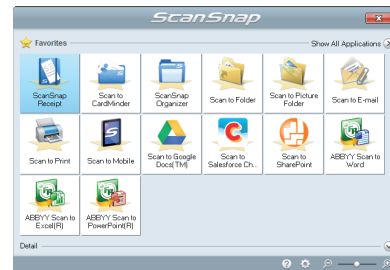 ScanSnap
Favorites
Show All Applications
ScanSnap Receipt
Scan to CardMinder
ScanSnap Organizer
Scan to Folder
Scan to Picture Folder
Scan to E-mail
Scan to Print
Scan to Mobile
Scan to Google Docs(TM)
Scan to Salesforce Ch...
Scan to SharePoint
ABBYY Scan to Word
ABBYY Scan to Excel(R)
ABBYY Scan to PowerPoint(R)
Detail